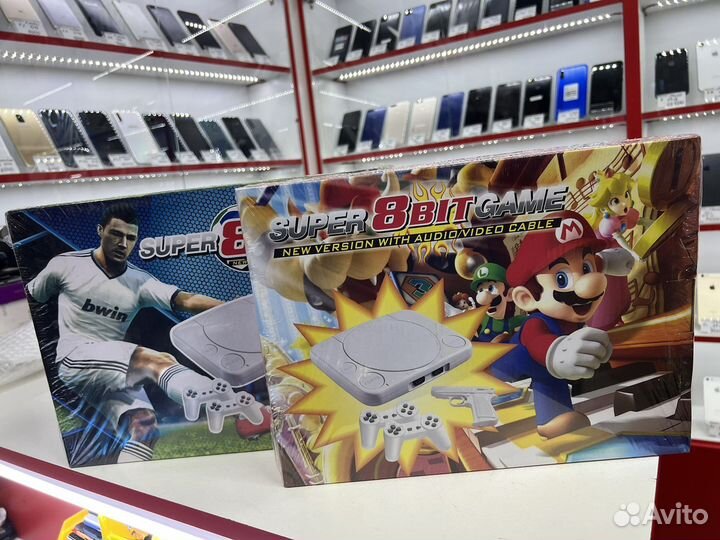 SUPER 8
bwin
SUPER 8 BIT GAME
NEW VERSION WITH AUDIO/VIDEO CABLE
M
Avito